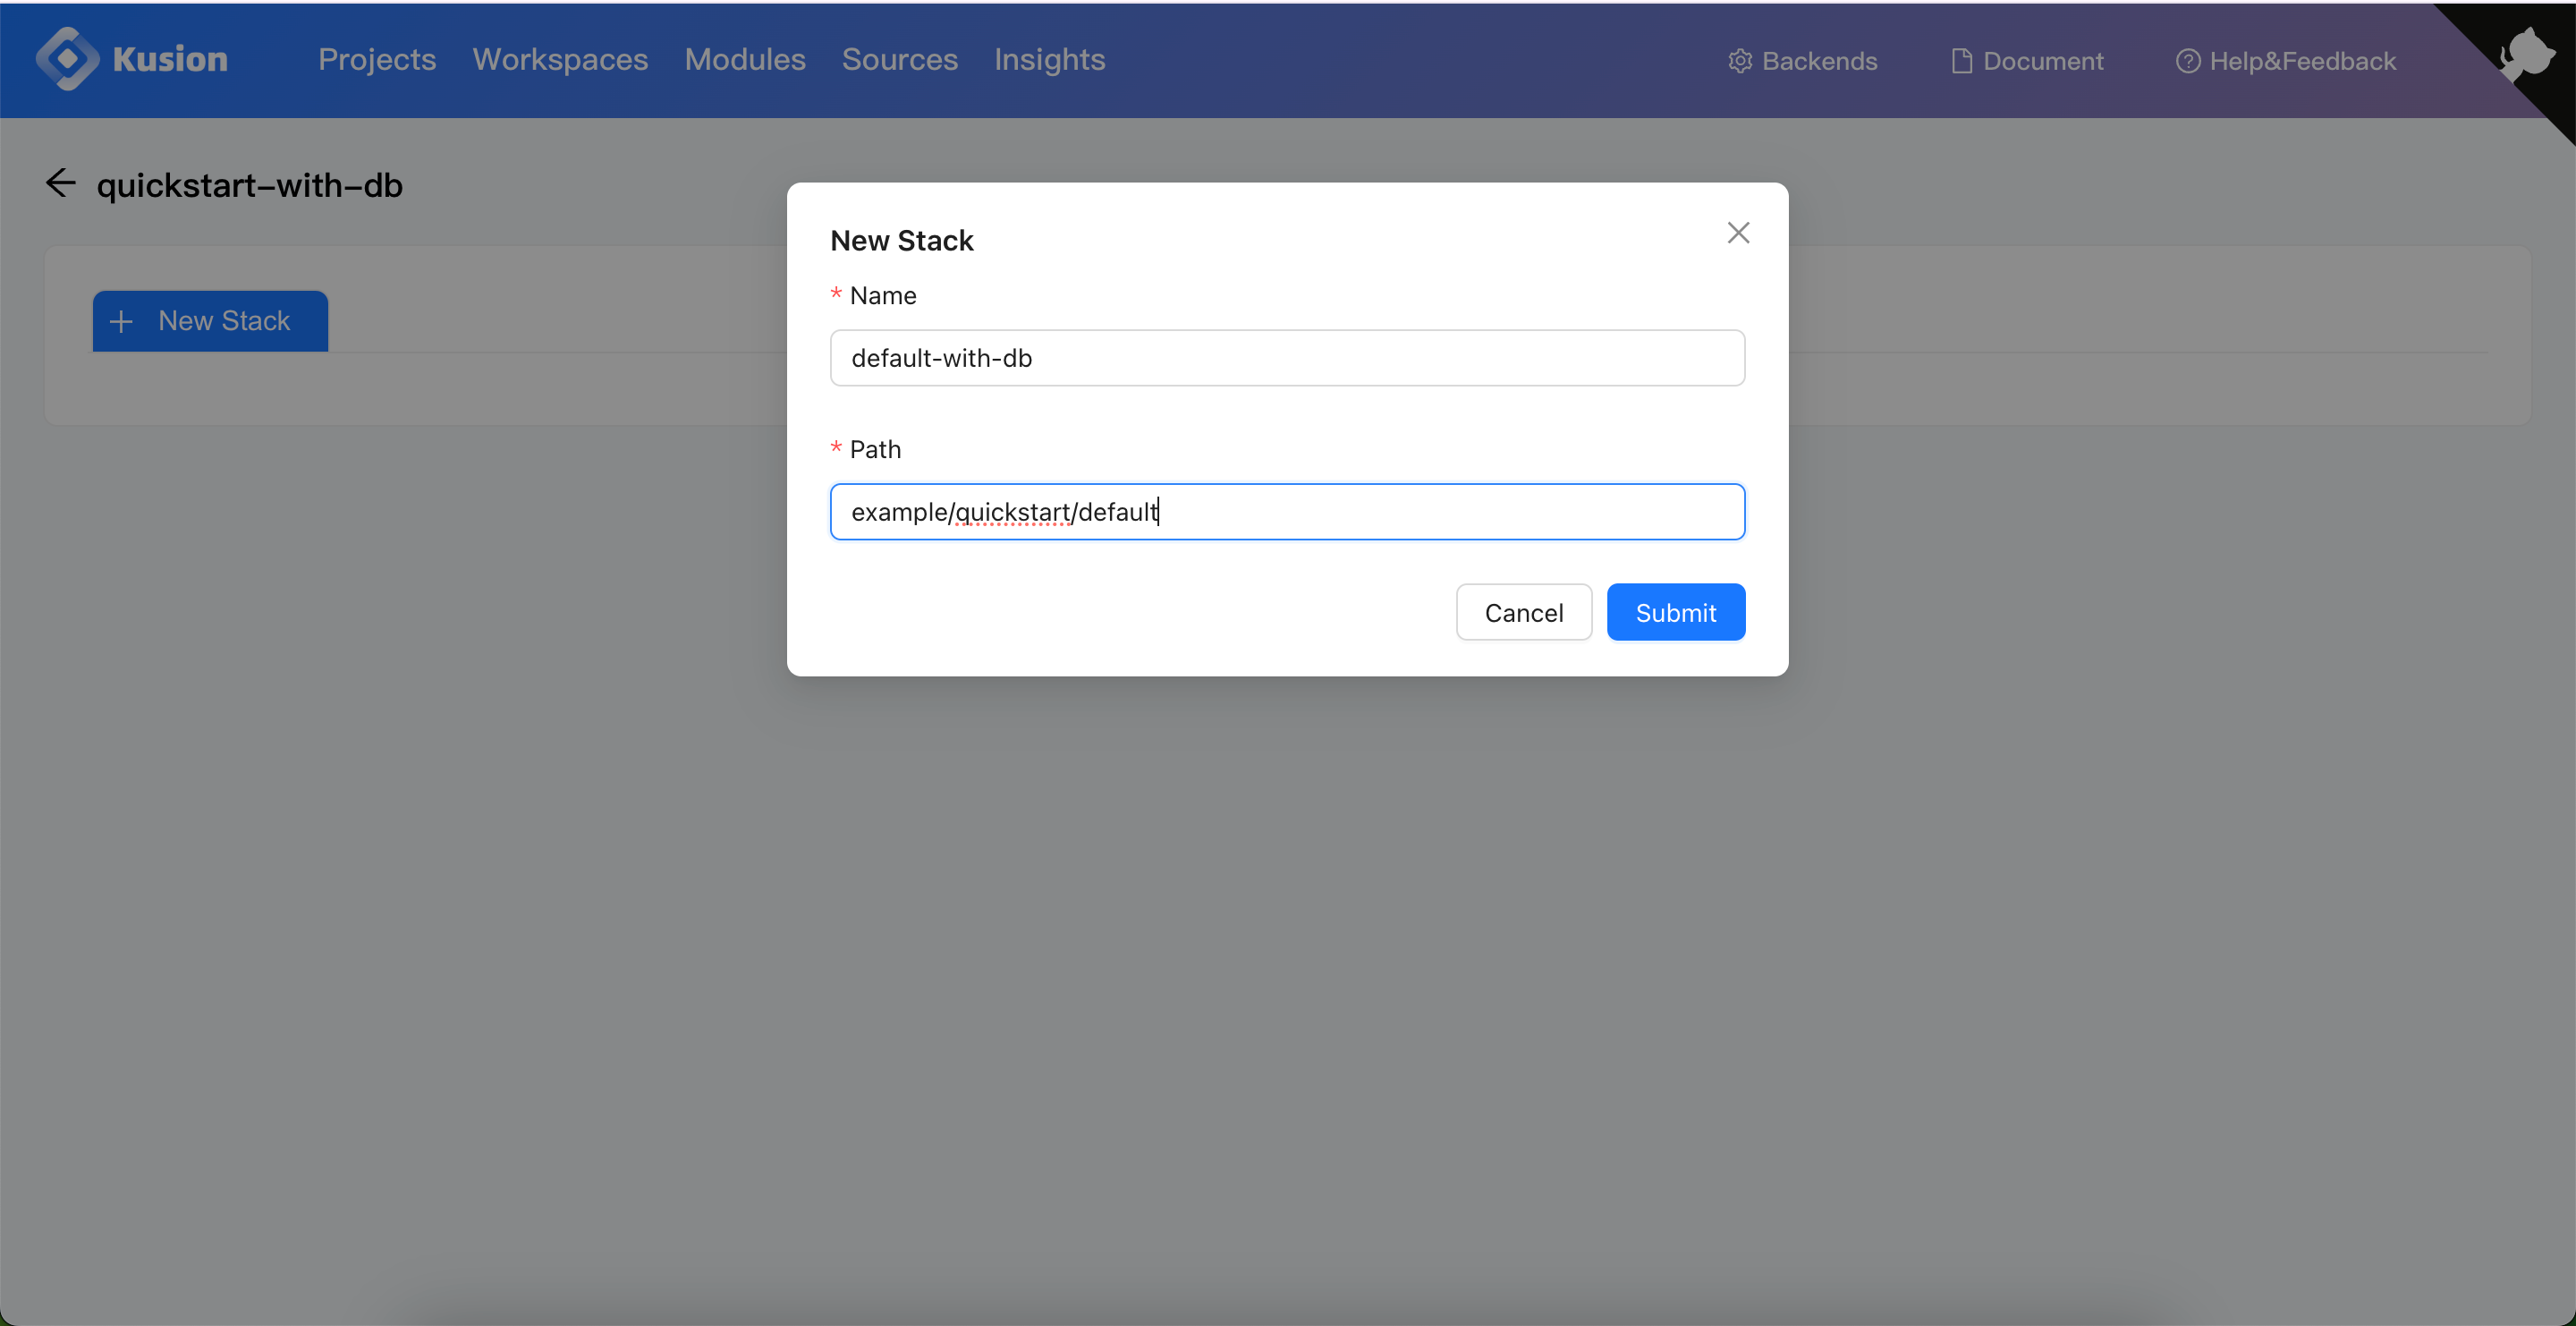 Kusion Projects Workspaces Modules Sources Insights Backends Document Help&Feedback
quickstart-with-db
New Stack
New Stack
* Name
default-with-db
* Path
example/quickstart/default
Cancel Submit